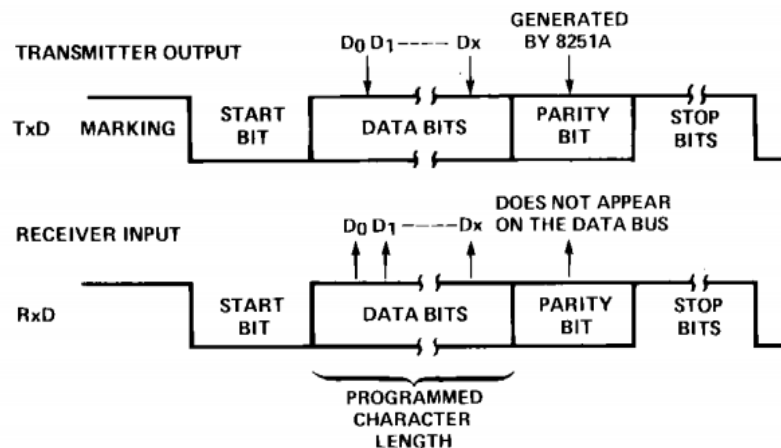 GENERATED
BY 8251A
TRANSMITTER OUTPUT
D0 D1 ----- Dx
TxD MARKING
START
BIT
DATA BITS
PARITY
BIT
STOP
BITS
DOES NOT APPEAR
ON THE DATA BUS
RECEIVER INPUT
D0 D1 ----- Dx
RxD
START
BIT
DATA BITS
PARITY
BIT
STOP
BITS
PROGRAMMED
CHARACTER
LENGTH